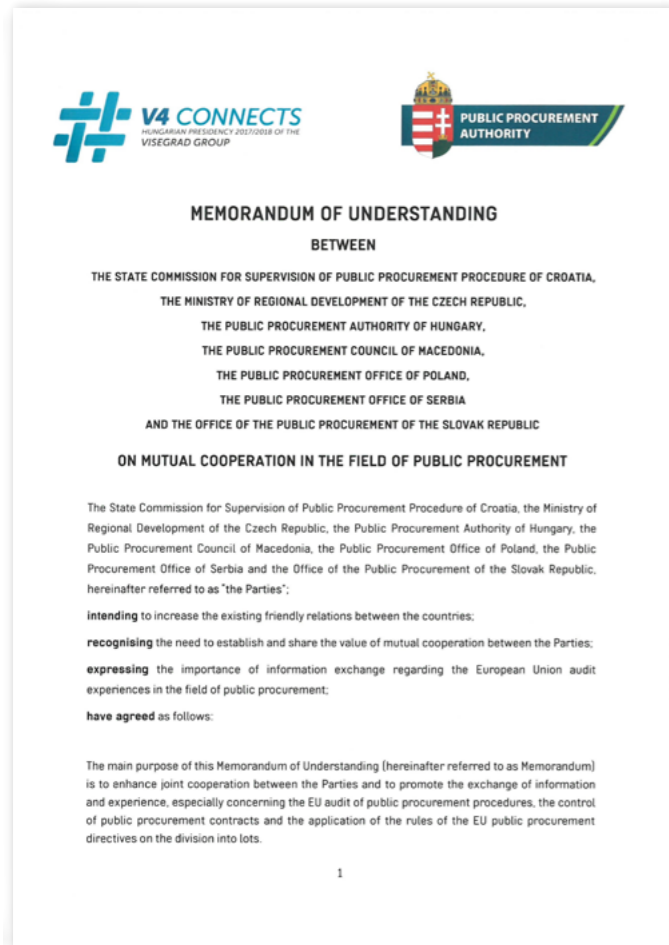 V4 CONNECTS
HUNGARIAN PRESIDENCY 2017/2018 OF THE
VISEGRAD GROUP
PUBLIC PROCUREMENT
AUTHORITY
MEMORANDUM OF UNDERSTANDING
BETWEEN
THE STATE COMMISSION FOR SUPERVISION OF PUBLIC PROCUREMENT PROCEDURE OF CROATIA,
THE MINISTRY OF REGIONAL DEVELOPMENT OF THE CZECH REPUBLIC,
THE PUBLIC PROCUREMENT AUTHORITY OF HUNGARY,
THE PUBLIC PROCUREMENT COUNCIL OF MACEDONIA,
THE PUBLIC PROCUREMENT OFFICE OF POLAND,
THE PUBLIC PROCUREMENT OFFICE OF SERBIA
AND THE OFFICE OF THE PUBLIC PROCUREMENT OF THE SLOVAK REPUBLIC
ON MUTUAL COOPERATION IN THE FIELD OF PUBLIC PROCUREMENT
The State Commission for Supervision of Public Procurement Procedure of Croatia, the Ministry of
Regional Development of the Czech Republic, the Public Procurement Authority of Hungary, the
Public Procurement Council of Macedonia, the Public Procurement Office of Poland, the Public
Procurement Office of Serbia and the Office of the Public Procurement of the Slovak Republic,
hereinafter referred to as "the Parties";
intending to increase the existing friendly relations between the countries;
recognising the need to establish and share the value of mutual cooperation between the Parties;
expressing the importance of information exchange regarding the European Union audit
experiences in the field of public procurement;
have agreed as follows:
The main purpose of this Memorandum of Understanding (hereinafter referred to as Memorandum)
is to enhance joint cooperation between the Parties and to promote the exchange of information
and experience, especially concerning the EU audit of public procurement procedures, the control
of public procurement contracts and the application of the rules of the EU public procurement
directives on the division into lots.
1